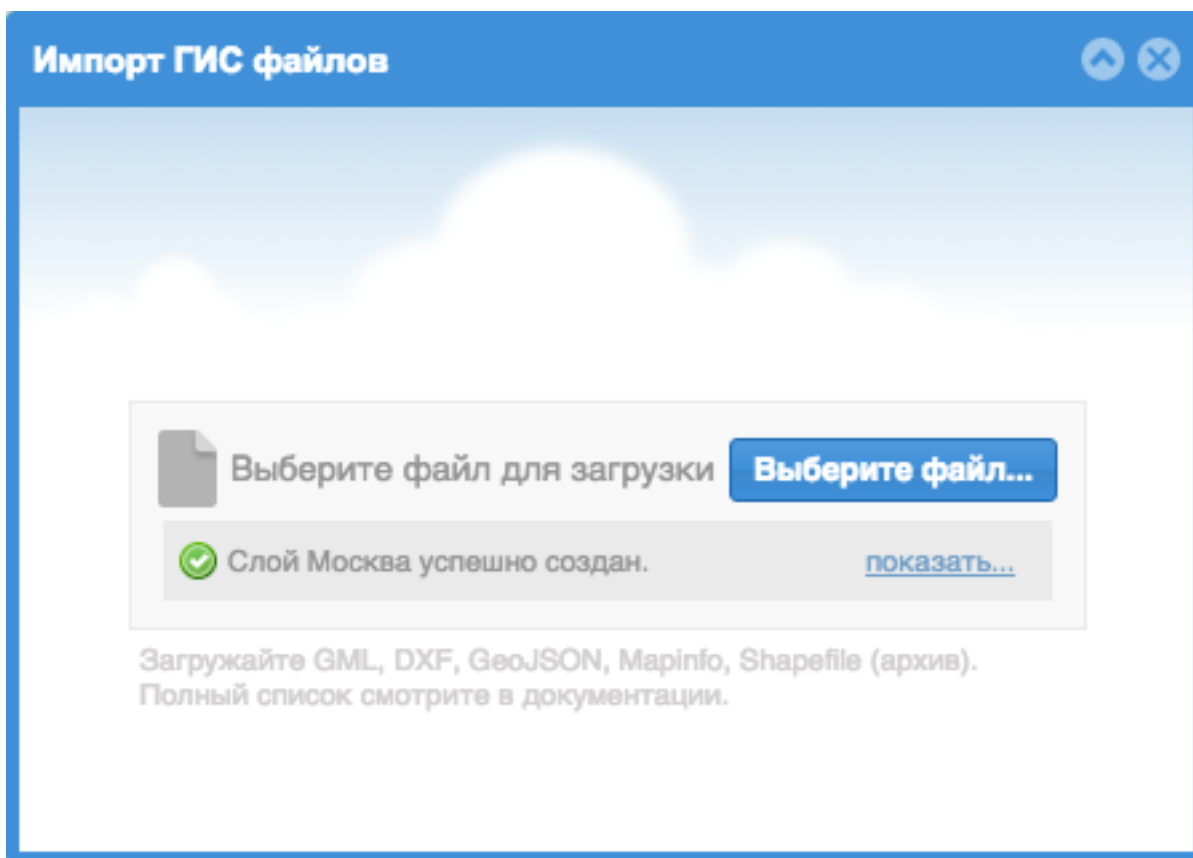 Импорт ГИС файлов
Выберите файл для загрузки Выберите файл...
Слой Москва успешно создан. показать...
Загружайте GML, DXF, GeoJSON, Mapinfo, Shapefile (архив).
Полный список смотрите в документации.